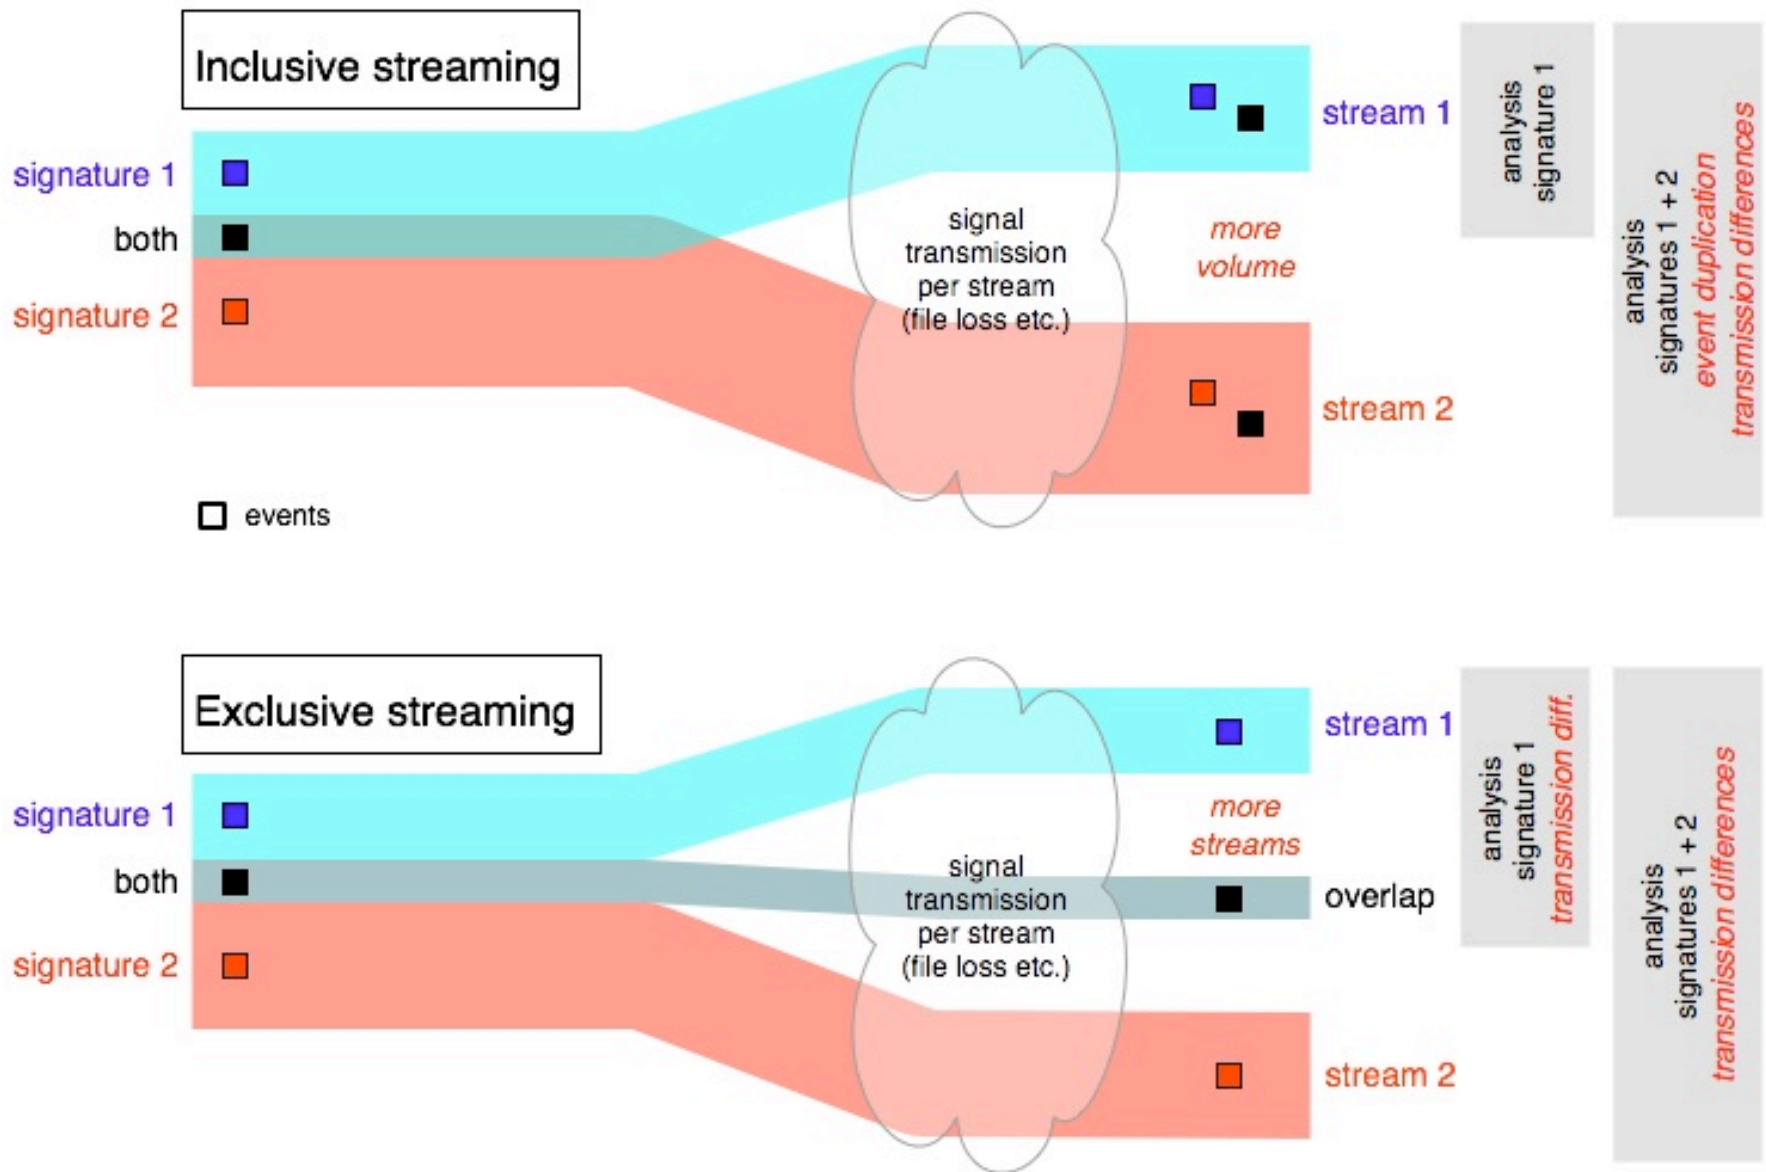 Inclusive streaming
signature 1
both
signature 2
events
signal
transmission
per stream
(file loss etc.)
stream 1
more
volume
stream 2
analysis
signature 1
analysis
signatures 1 + 2
event duplication
transmission differences
Exclusive streaming
signature 1
both
signature 2
signal
transmission
per stream
(file loss etc.)
stream 1
more
streams
overlap
stream 2
analysis
signature 1
transmission diff.
analysis
signatures 1 + 2
transmission differences